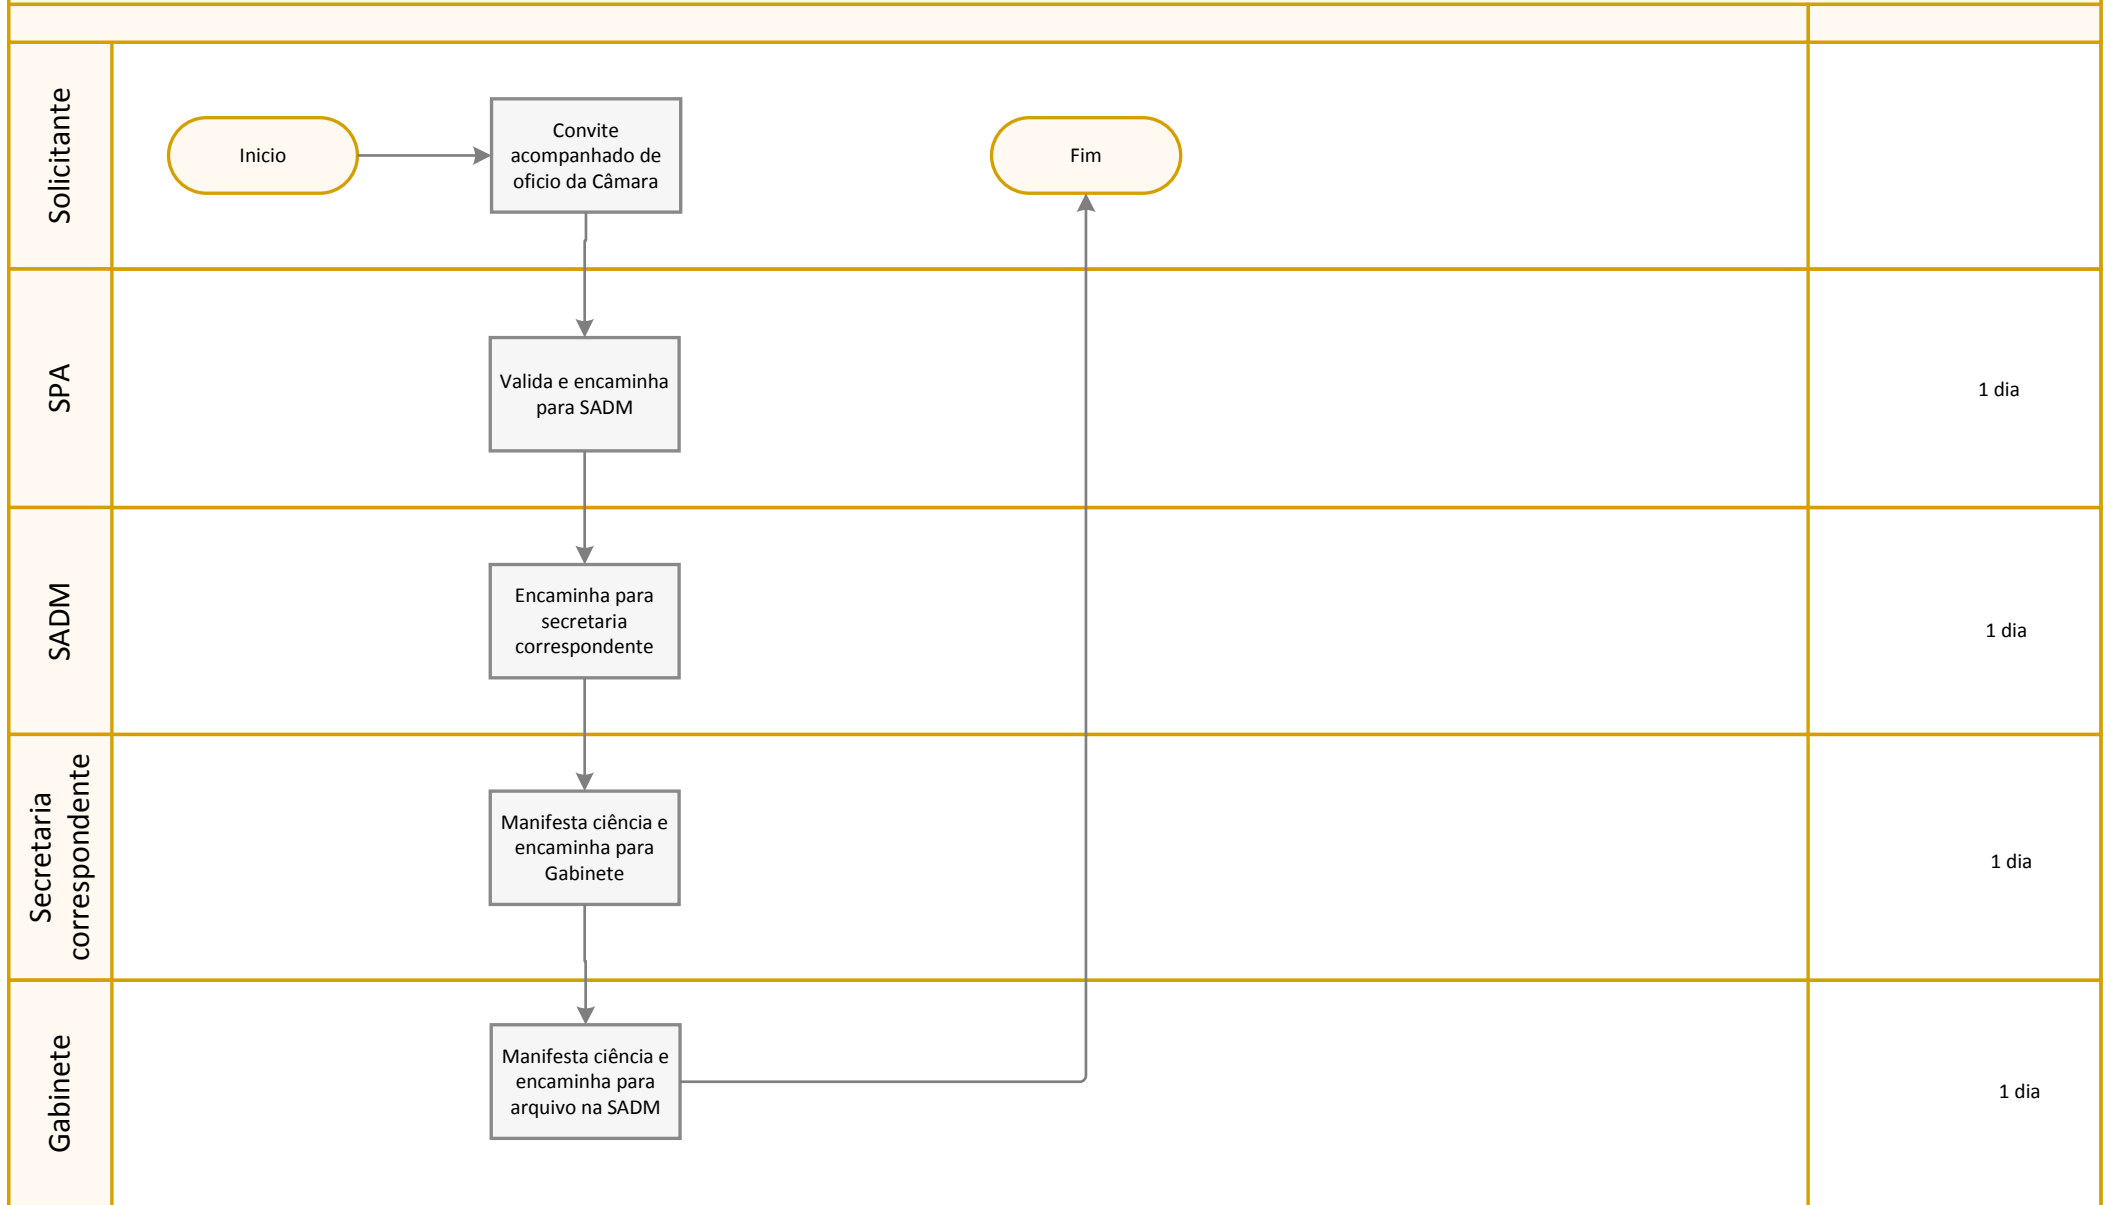 Solicitante
Inicio
Convite
acompanhado de
oficio da Câmara
Fim
SPA
Valida e encaminha
para SADM
1 dia
SADM
Encaminha para
secretaria
correspondente
1 dia
Secretaria
correspondente
Manifesta ciência e
encaminha para
Gabinete
1 dia
Gabinete
Manifesta ciência e
encaminha para
arquivo na SADM
1 dia